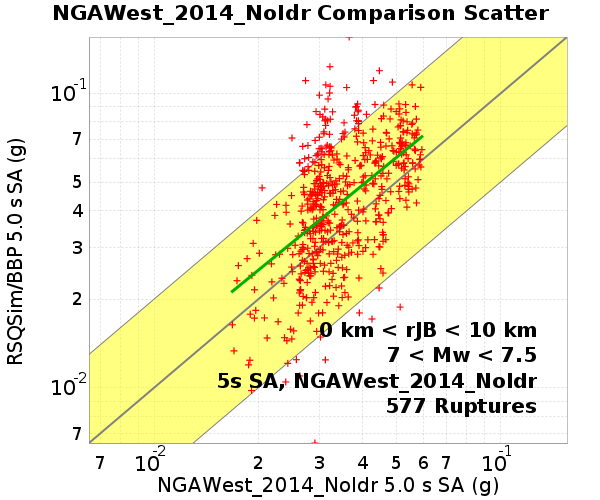 NGAWest_2014_NoIdr Comparison Scatter
RSQSim/BBP 5.0 s SA (g)
10-1
7
5
4
3
2
10-2
7
0 km < rJB < 10 km
7 < Mw < 7.5
5s SA, NGAWest_2014_NoIdr
577 Ruptures
7 10-2 2 3 4 5 6 7 10-1
NGAWest_2014_NoIdr 5.0 s SA (g)